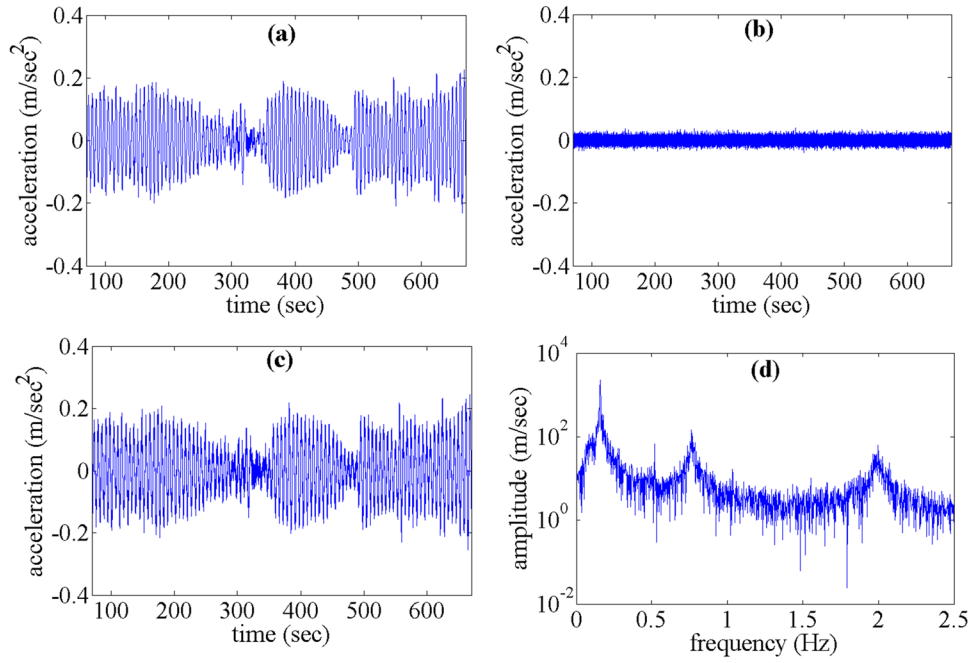 (a)
0.4
0.2
0
-0.2
-0.4
acceleration (m/sec²)
100 200 300 400 500 600
time (sec)
(b)
0.4
0.2
0
-0.2
-0.4
acceleration (m/sec²)
100 200 300 400 500 600
time (sec)
(c)
0.4
0.2
0
-0.2
-0.4
acceleration (m/sec²)
100 200 300 400 500 600
time (sec)
(d)
10⁴
10²
10⁰
10⁻²
amplitude (m/sec)
0 0.5 1 1.5 2 2.5
frequency (Hz)